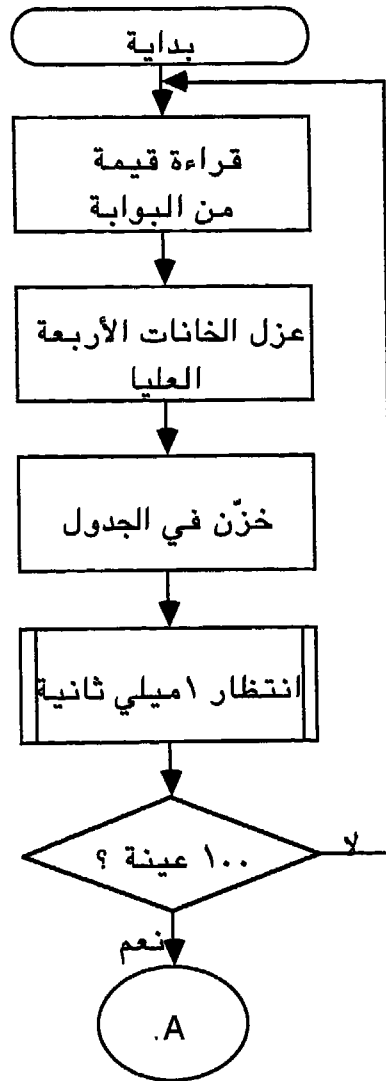 بداية
قراءة قيمة
من البوابة
عزل الخانات الأربعة
العليا
خزّن في الجدول
انتظار ١ميلي ثانية
١٠٠ عينة ؟
لا
نعم
.A